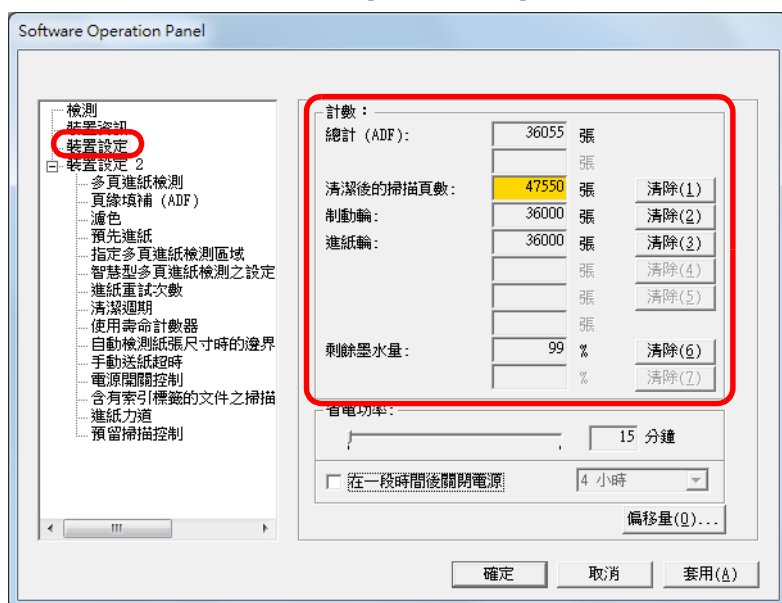 Software Operation Panel
檢測
裝置資訊
裝置設定
裝置設定 2
多頁進紙檢測
頁緣填補 (ADF)
濾色
預先進紙
指定多頁進紙檢測區域
智慧型多頁進紙檢測之設定
進紙重試次數
清潔週期
使用壽命計數器
自動檢測紙張尺寸時的邊界
手動送紙超時
電源開關控制
含有索引標籤的文件之掃描
進紙力道
預留掃描控制
計數：
總計 (ADF): 36055 張
張
清潔後的掃描頁數: 47550 張 清除(1)
制動輪: 36000 張 清除(2)
進紙輪: 36000 張 清除(3)
張 清除(4)
張 清除(5)
張
剩餘墨水量: 99 % 清除(6)
% 清除(7)
省電功率:
15 分鐘
在一段時間後關閉電源 4 小時
偏移量(O)...
確定 取消 套用(A)